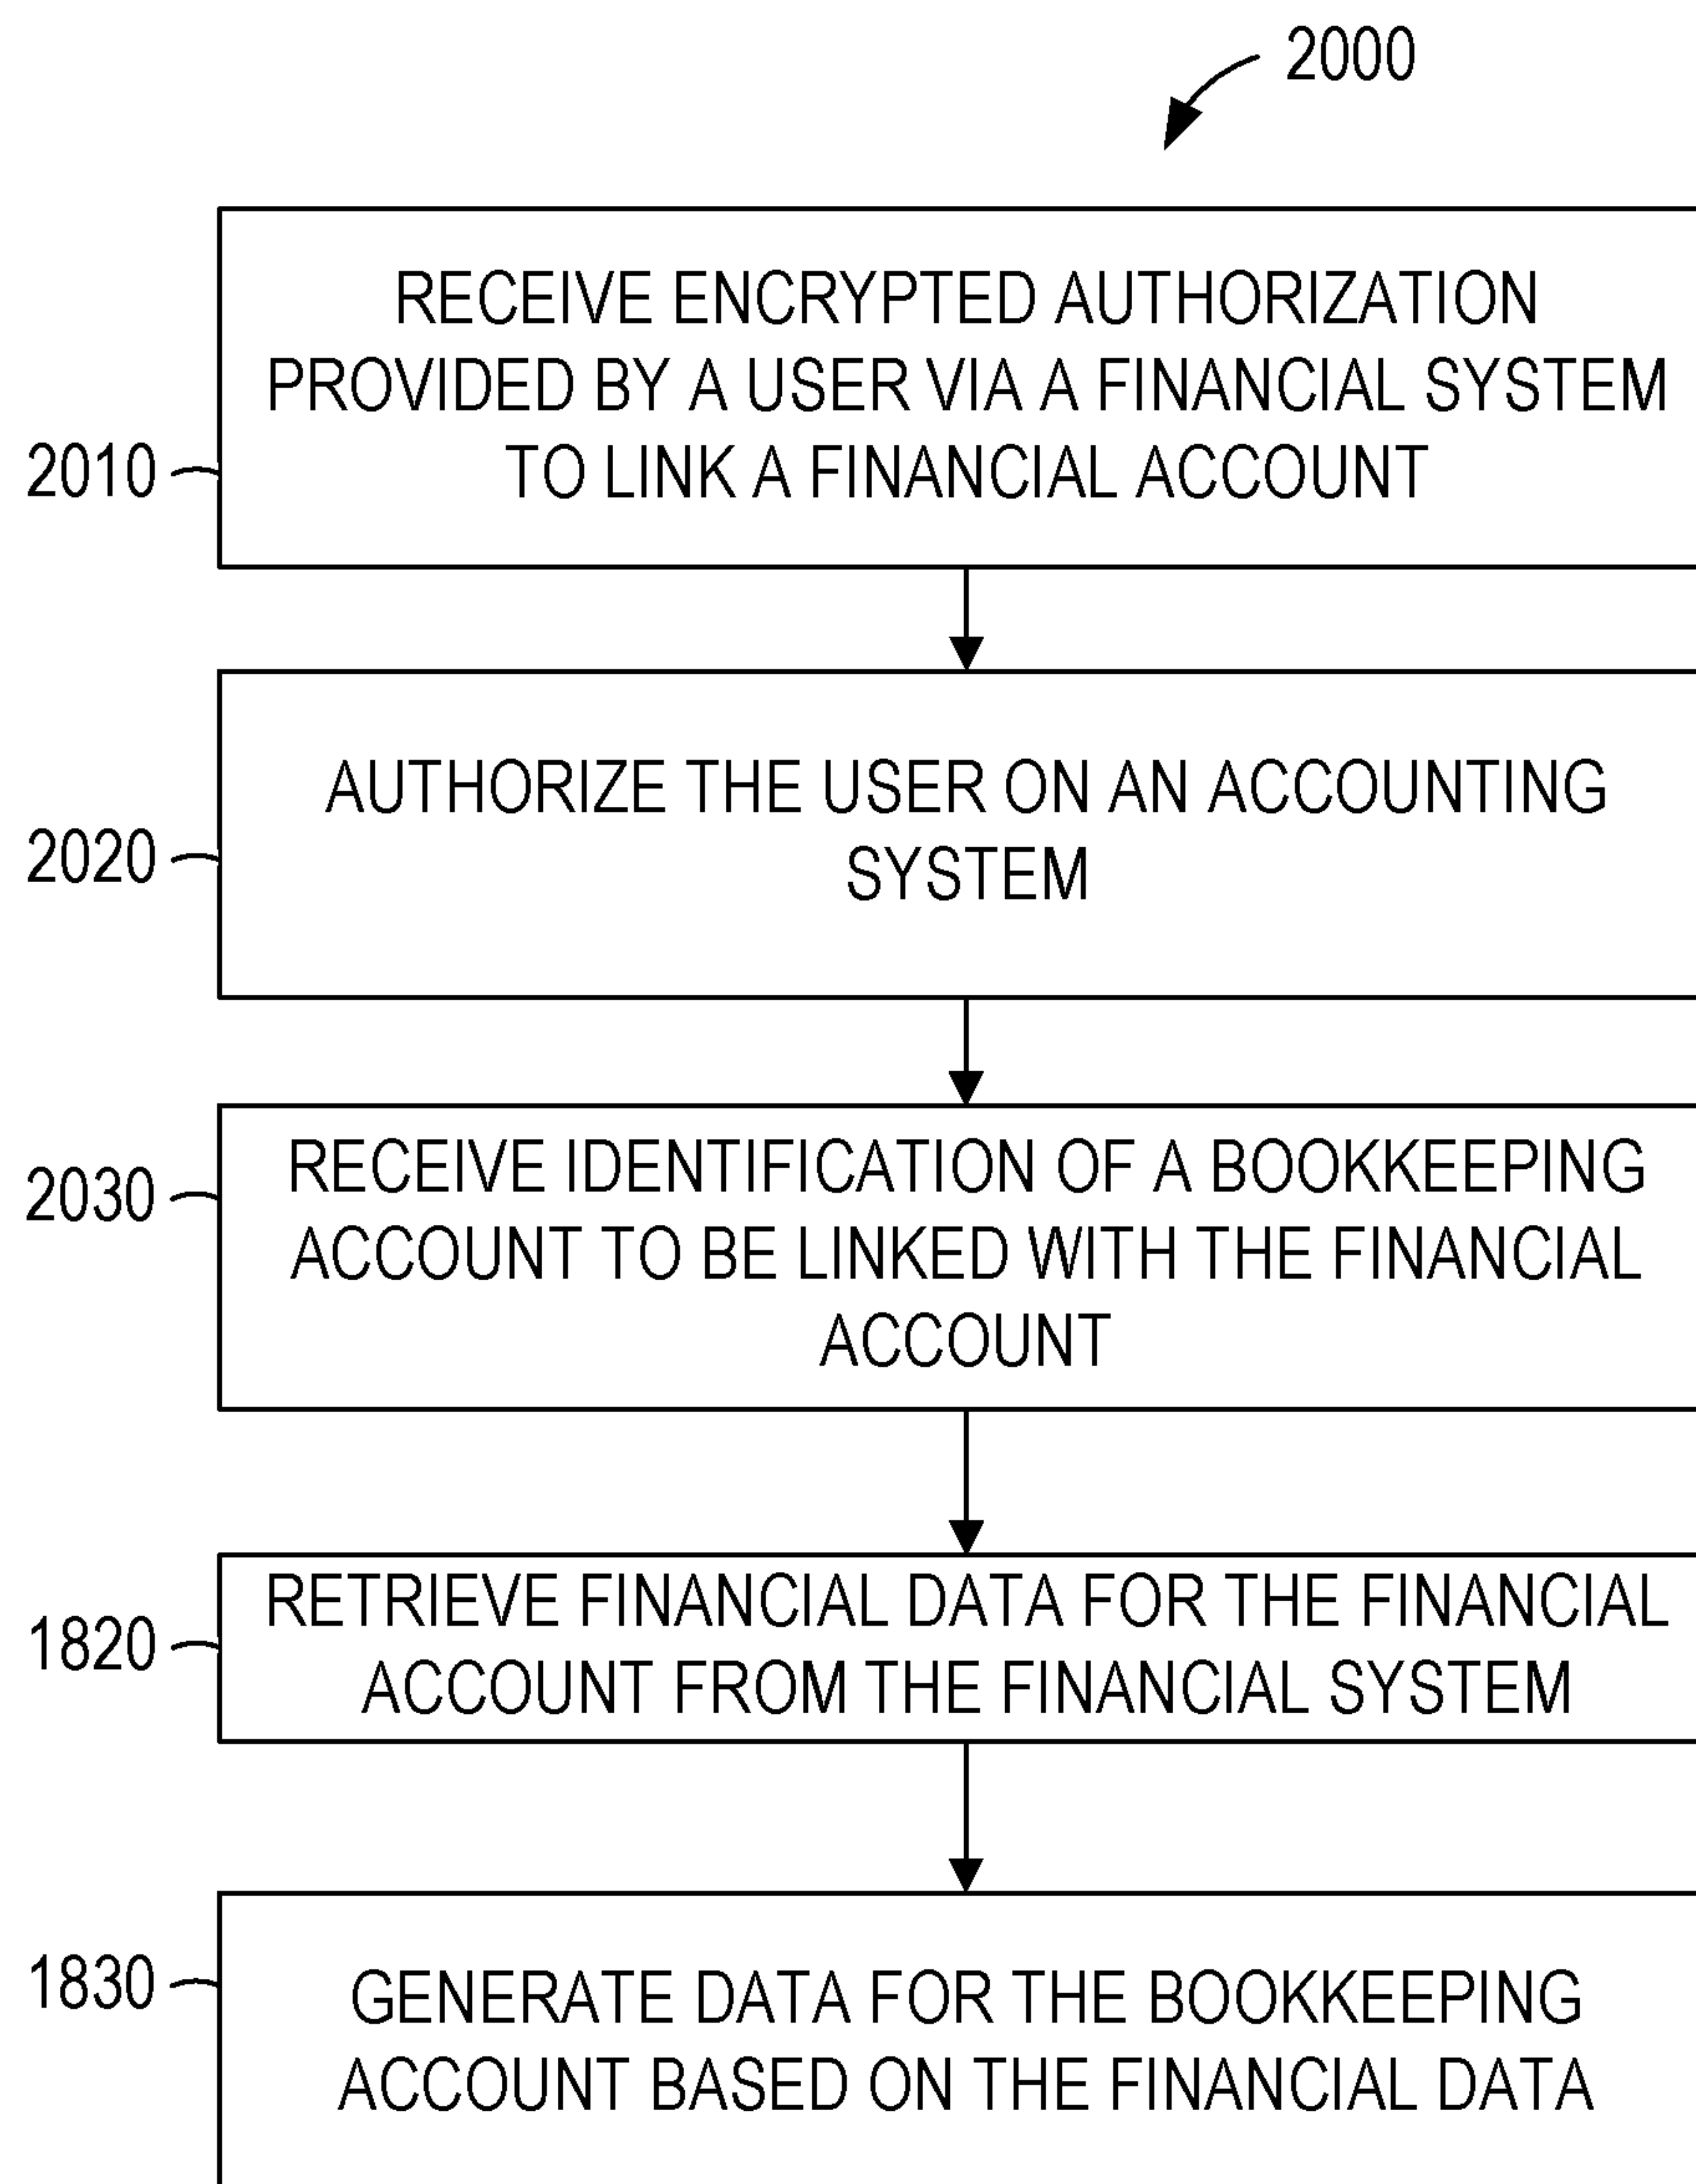 2000
RECEIVE ENCRYPTED AUTHORIZATION
PROVIDED BY A USER VIA A FINANCIAL SYSTEM
TO LINK A FINANCIAL ACCOUNT
2010
AUTHORIZE THE USER ON AN ACCOUNTING
SYSTEM
2020
RECEIVE IDENTIFICATION OF A BOOKKEEPING
ACCOUNT TO BE LINKED WITH THE FINANCIAL
ACCOUNT
2030
RETRIEVE FINANCIAL DATA FOR THE FINANCIAL
ACCOUNT FROM THE FINANCIAL SYSTEM
1820
GENERATE DATA FOR THE BOOKKEEPING
ACCOUNT BASED ON THE FINANCIAL DATA
1830